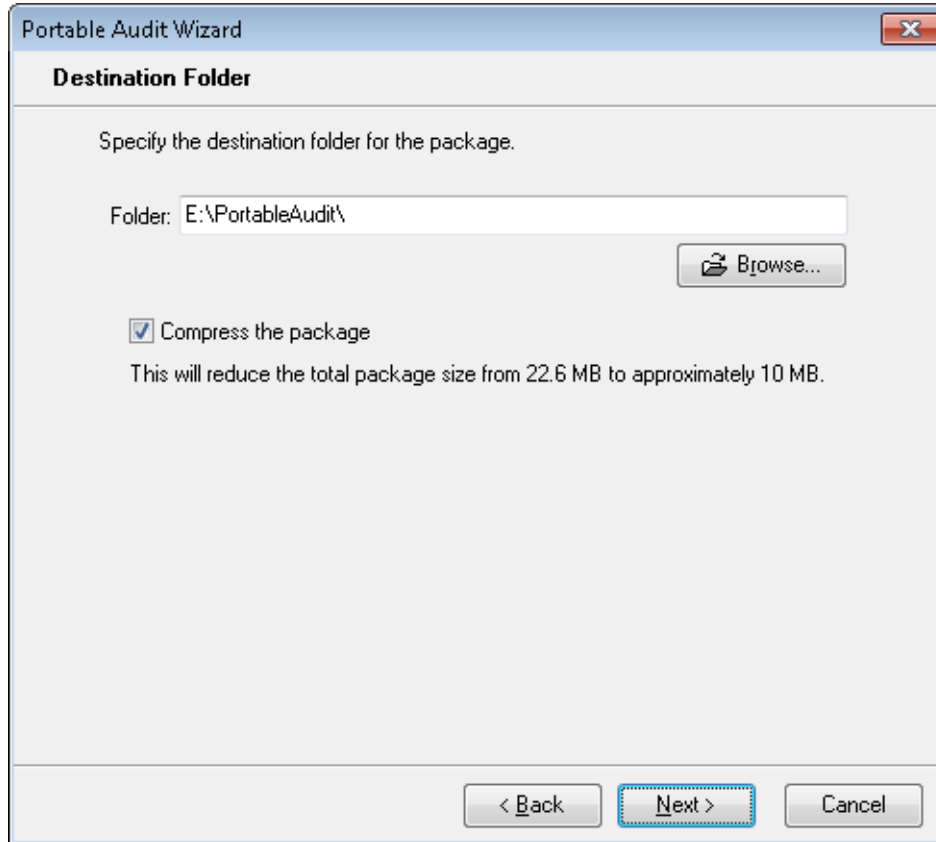 Portable Audit Wizard
Destination Folder
Specify the destination folder for the package.
Folder: E:\PortableAudit\
Browse...
Compress the package
This will reduce the total package size from 22.6 MB to approximately 10 MB.
< Back Next > Cancel